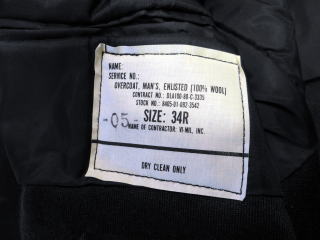 NAME:
SERVICE NO.:
OVERCOAT, MAN'S, ENLISTED (100% WOOL)
CONTRACT NO.: DLA100-80-C-3335
STOCK NO.: 8405-01-092-3542
SIZE: 34R
-05-
NAME OF CONTRACTOR: VI-MIL, INC.
DRY CLEAN ONLY